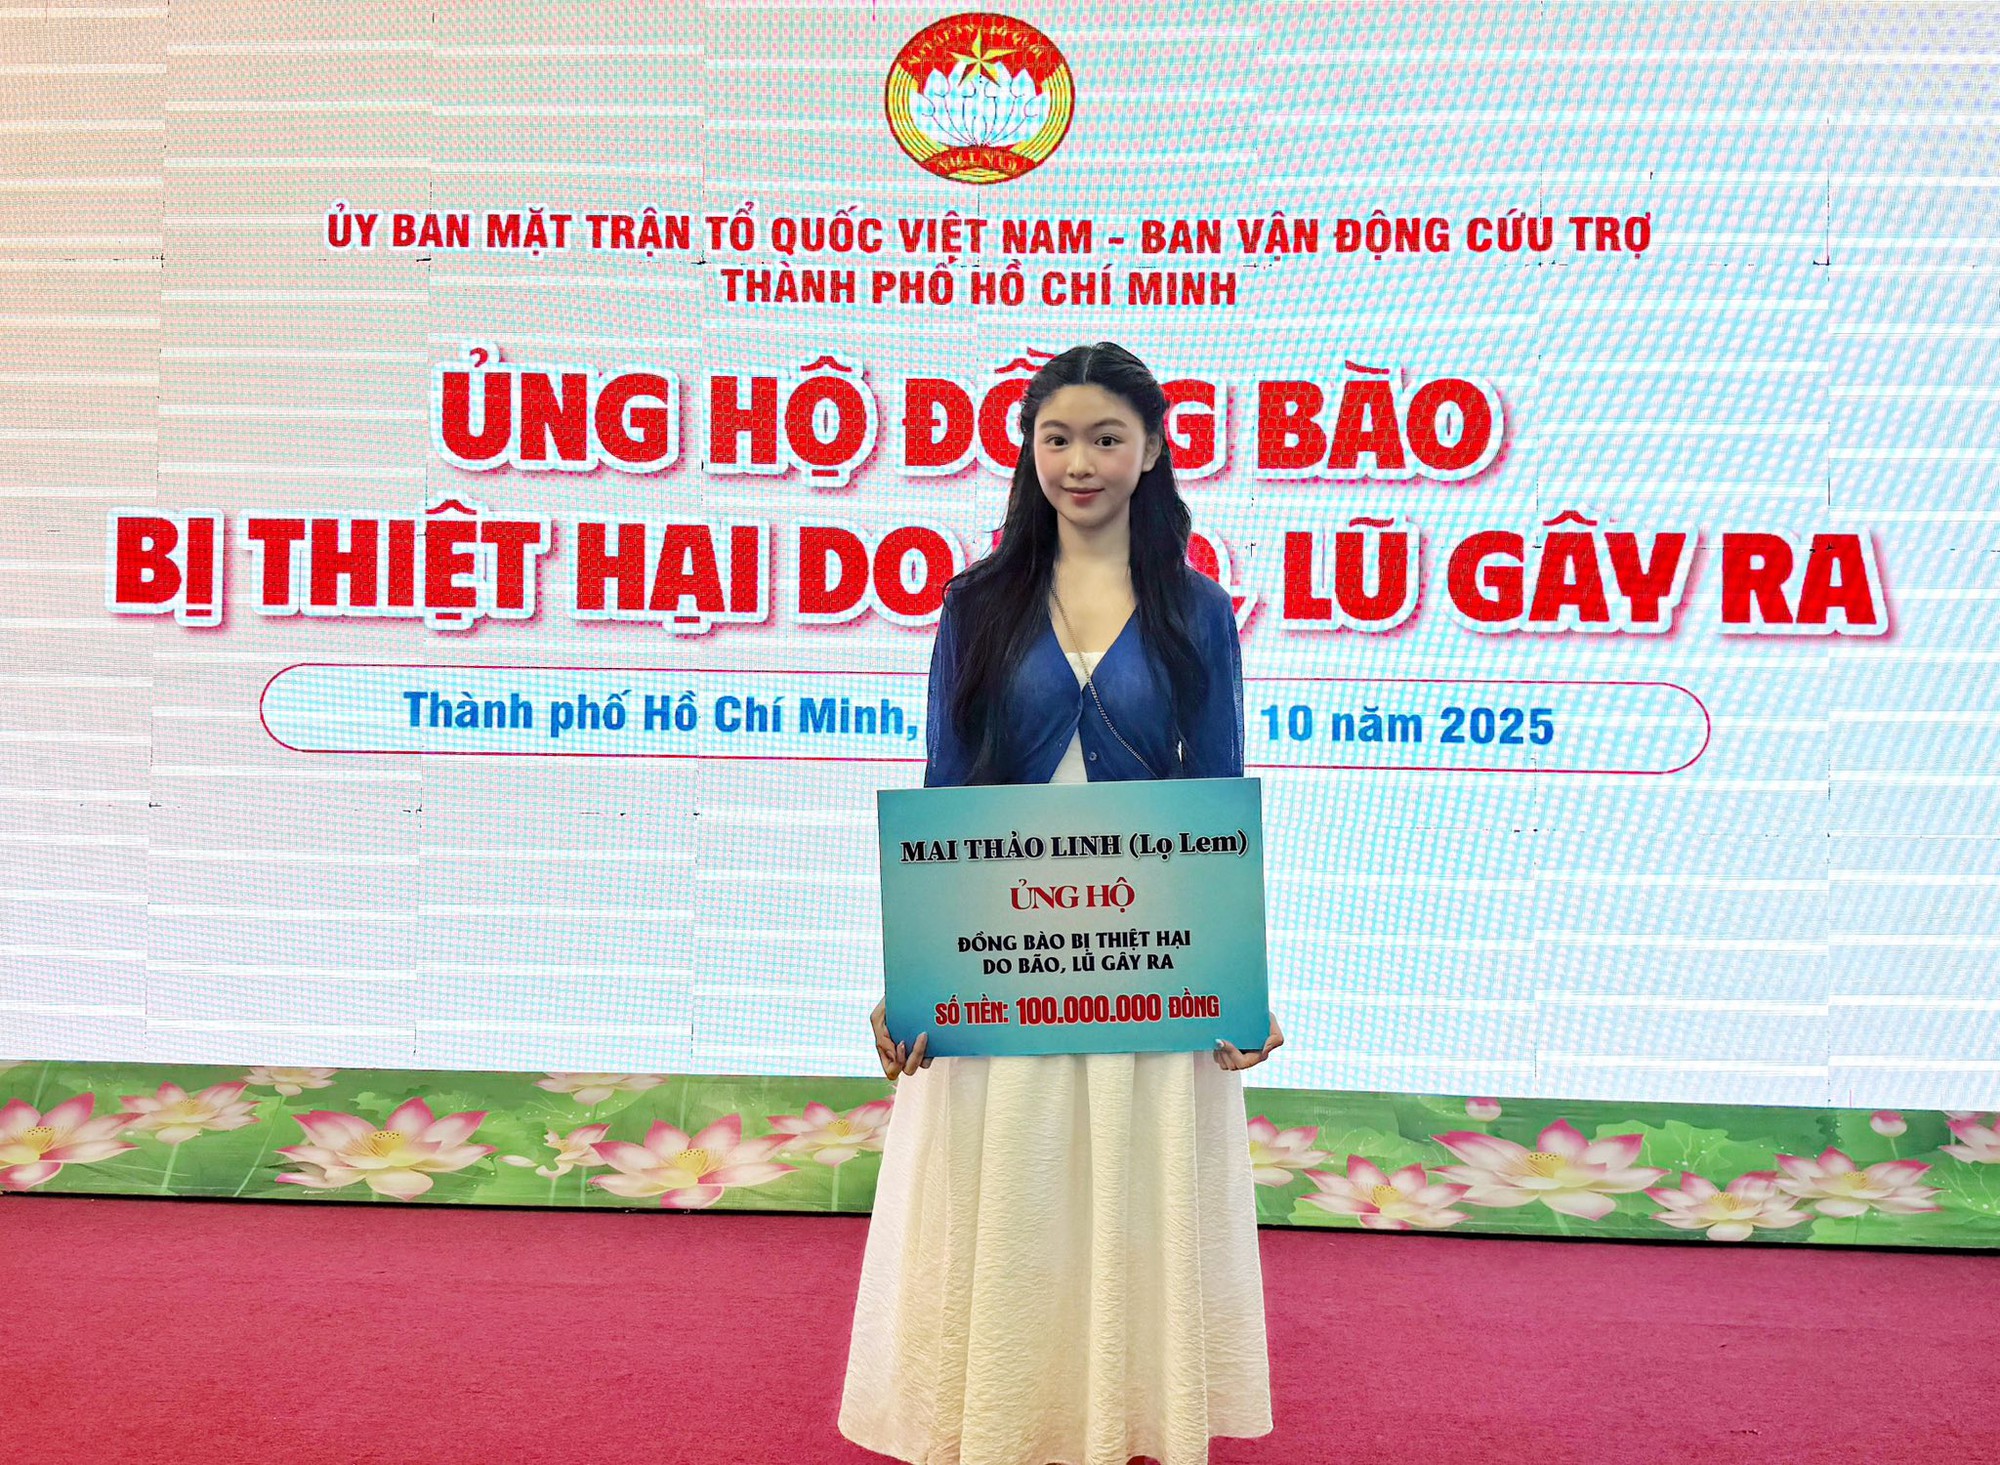 VIỆT NAM
ỦY BAN MẶT TRẬN TỔ QUỐC VIỆT NAM - BAN VẬN ĐỘNG CỨU TRỢ
THÀNH PHỐ HỒ CHÍ MINH
ỦNG HỘ ĐỒNG BÀO
BỊ THIỆT HẠI DO , LŨ GÂY RA
Thành phố Hồ Chí Minh, 10 năm 2025
MAI THẢO LINH (Lọ Lem)
ỦNG HỘ
ĐỒNG BÀO BỊ THIỆT HẠI
DO BÃO, LŨ GÂY RA
SỐ TIỀN: 100.000.000 ĐỒNG